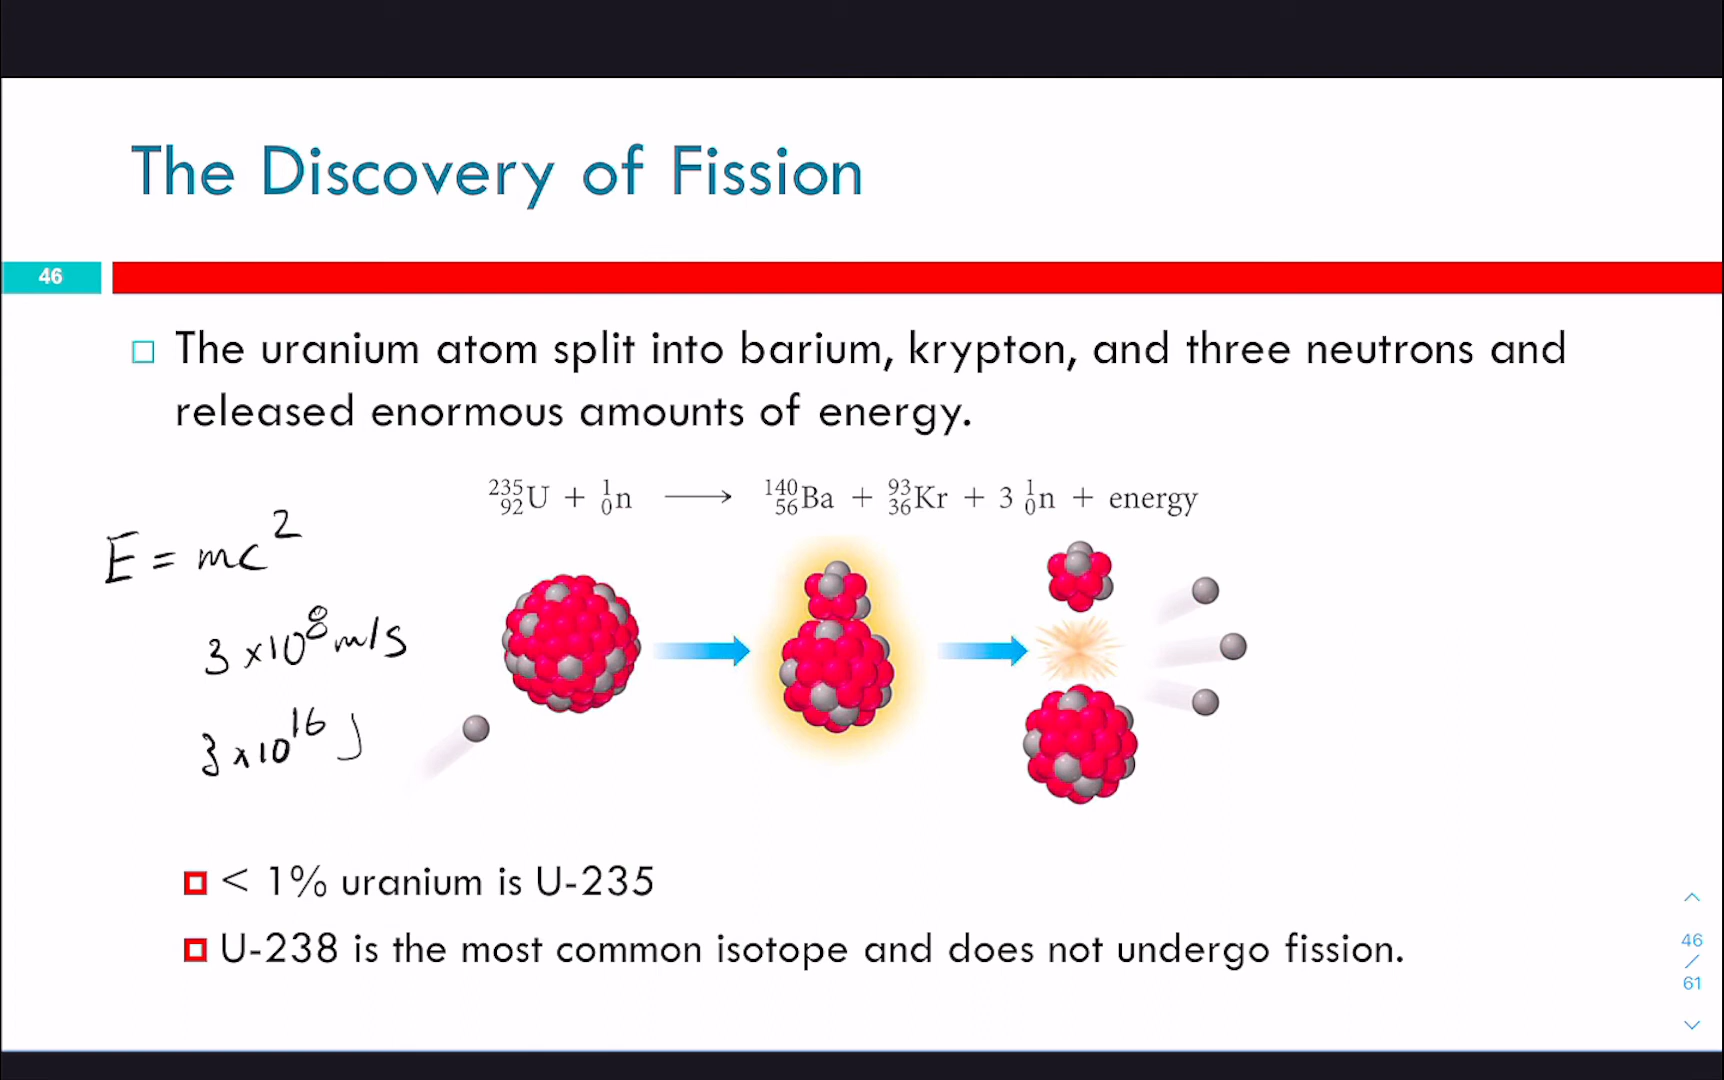 The Discovery of Fission
46
The uranium atom split into barium, krypton, and three neutrons and
released enormous amounts of energy.
²³⁵₉₂U + ¹₀n ⟶ ¹⁴⁰₅₆Ba + ⁹³₃₆Kr + 3 ¹₀n + energy
E = mc²
3 x10⁸ m/s
3 x10¹⁶ J
< 1% uranium is U-235
U-238 is the most common isotope and does not undergo fission.
46
/
61